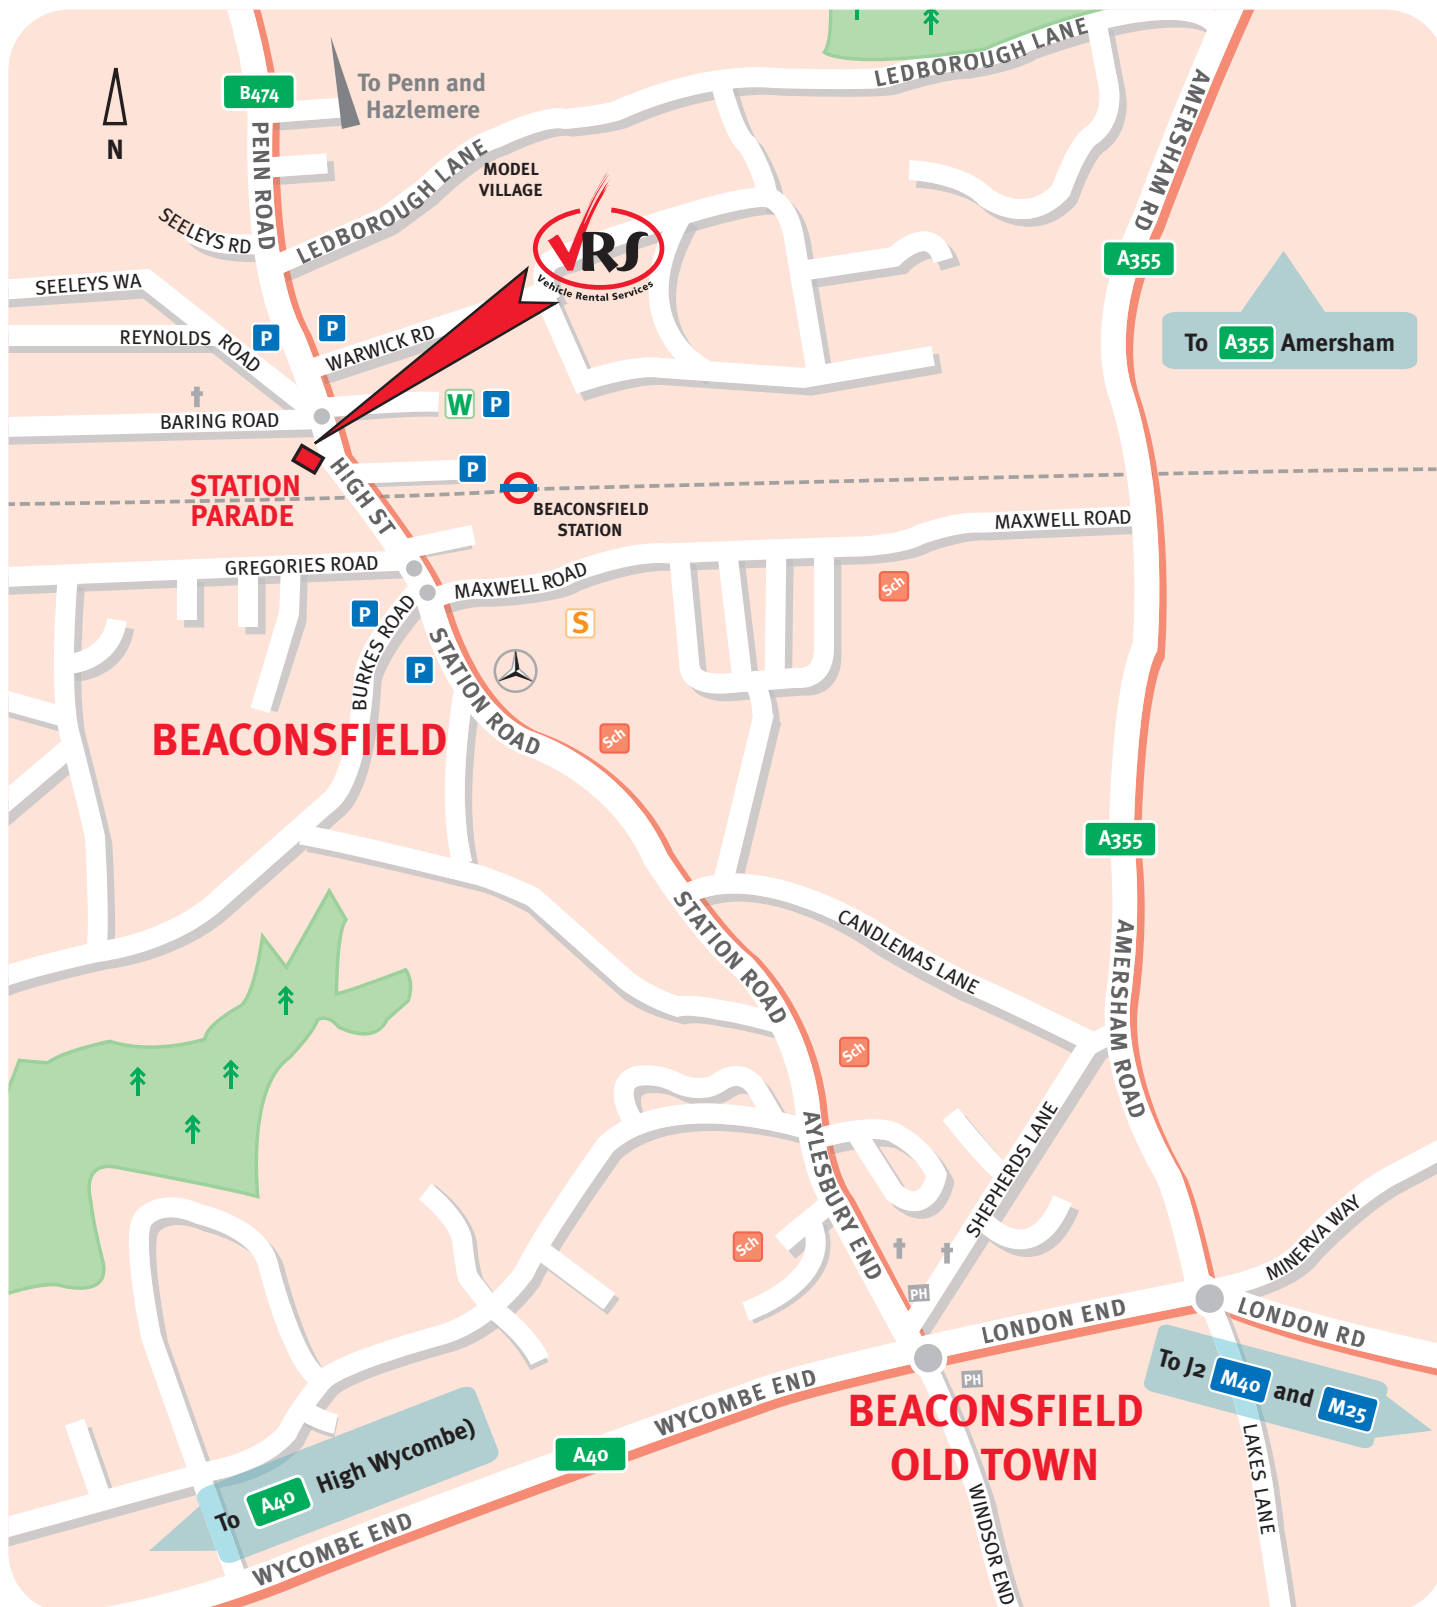 LEDBOROUGH LANE
B474
To Penn and
Hazlemere
N
PENN ROAD
AMERSHAM RD
LEDBOROUGH LANE
MODEL
VILLAGE
SEELEYS RD
VRS
Vehicle Rental Services
A355
SEELEYS WA
REYNOLDS ROAD
P
P
WARWICK RD
To A355 Amersham
BARING ROAD
W
P
HIGH ST
P
STATION
PARADE
BEACONSFIELD
STATION
MAXWELL ROAD
GREGORIES ROAD
MAXWELL ROAD
Sch
P
S
BURKES ROAD
P
STATION ROAD
BEACONSFIELD
Sch
A355
STATION ROAD
CANDLEMAS LANE
AMERSHAM ROAD
Sch
AYLESBURY END
SHEPHERDS LANE
Sch
MINERVA WAY
PH
LONDON END
LONDON RD
To J2 M40 and M25
PH
WYCOMBE END
BEACONSFIELD
OLD TOWN
A40
To A40 High Wycombe)
LAKES LANE
WINDSOR END
WYCOMBE END